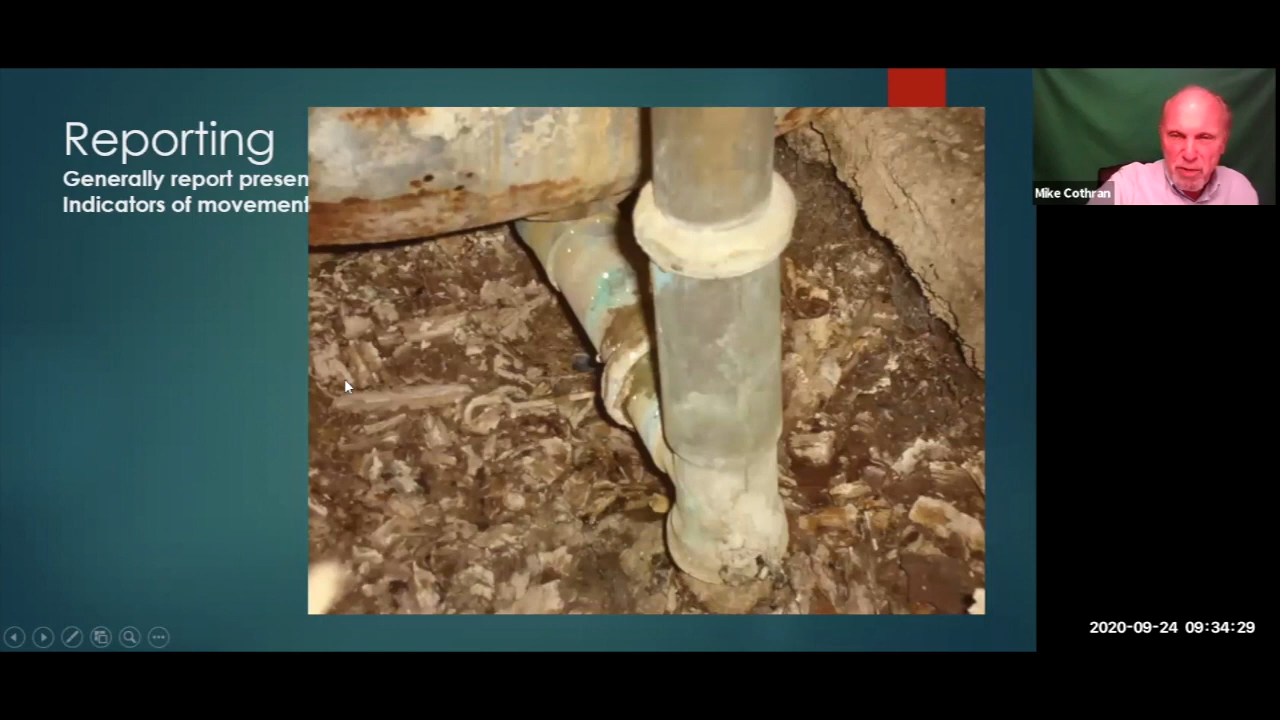 Reporting
Generally report presen
Indicators of movement
Mike Cothran
2020-09-24 09:34:29